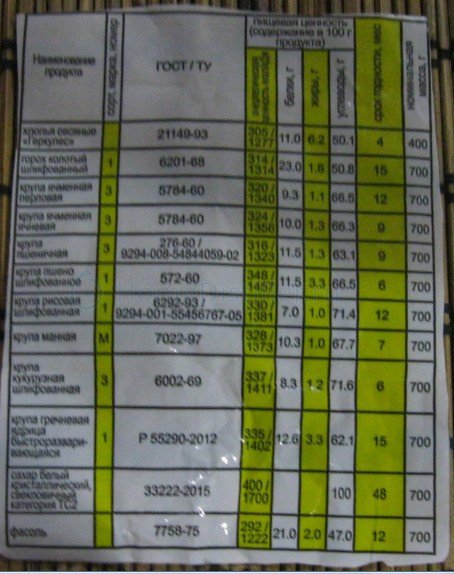 Наименование продукта
сорт, марка, номер
ГОСТ / ТУ
пищевая ценность (содержание в 100 г продукта)
белки, г
жиры, г
углеводы, г
срок годности, мес
номинальная масса, г
хлопья овсяные «Геркулес» 21149-93 305 / 1277 11.0 6.2 50.1 4 400
горох колотый шлифованный 1 6201-68 314 / 1314 23.0 1.6 50.8 15 700
крупа ячменная перловая 3 5784-60 320 / 1340 9.3 1.1 66.5 12 700
крупа ячменная ячневая 3 5784-60 324 / 1356 10.0 1.3 66.3 9 700
крупа пшеничная 3 276-60 / 9294-008-54844059-02 316 / 1323 11.5 1.3 63.1 9 700
крупа пшено шлифованное 1 572-60 348 / 1457 11.5 3.3 66.5 6 700
крупа рисовая шлифованная 1 6292-93 / 9294-001-55456767-05 330 / 1381 7.0 1.0 71.4 12 700
крупа манная М 7022-97 328 / 1373 10.3 1.0 67.7 7 700
крупа кукурузная шлифованная 3 6002-69 337 / 1411 8.3 1.2 71.6 6 700
крупа гречневая ядрица быстроразвари- вающаяся 1 Р 55290-2012 335 / 1402 12.6 3.3 62.1 15 700
сахар белый кристаллический, свекловичный категория ТС2 33222-2015 400 / 1700 100 48 700
фасоль 7758-75 292 / 1222 21.0 2.0 47.0 12 700